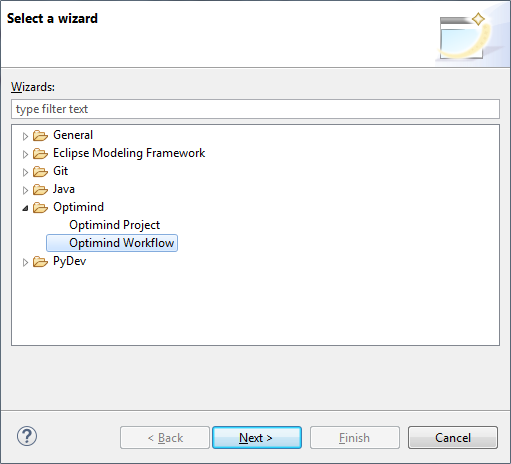 Select a wizard
Wizards:
type filter text
General
Eclipse Modeling Framework
Git
Java
Optimind
Optimind Project
Optimind Workflow
PyDev
? < Back Next > Finish Cancel